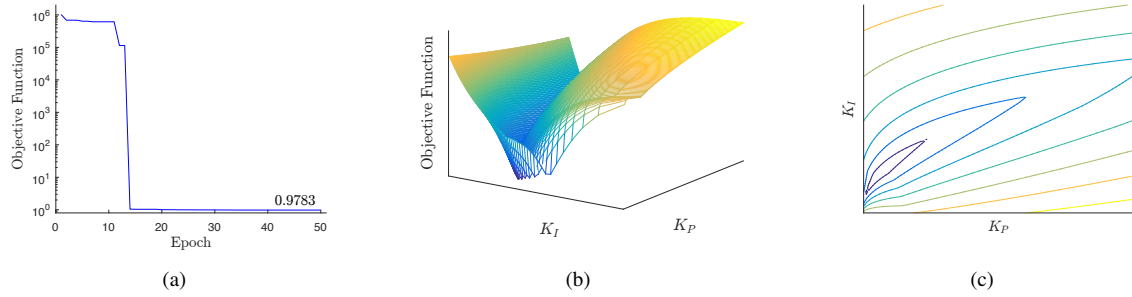 10^6
10^5
10^4
10^3
10^2
10^1
10^0
Objective Function
0.9783
0 10 20 30 40 50
Epoch
(a)
Objective Function
K_I
K_P
(b)
K_I
K_P
(c)